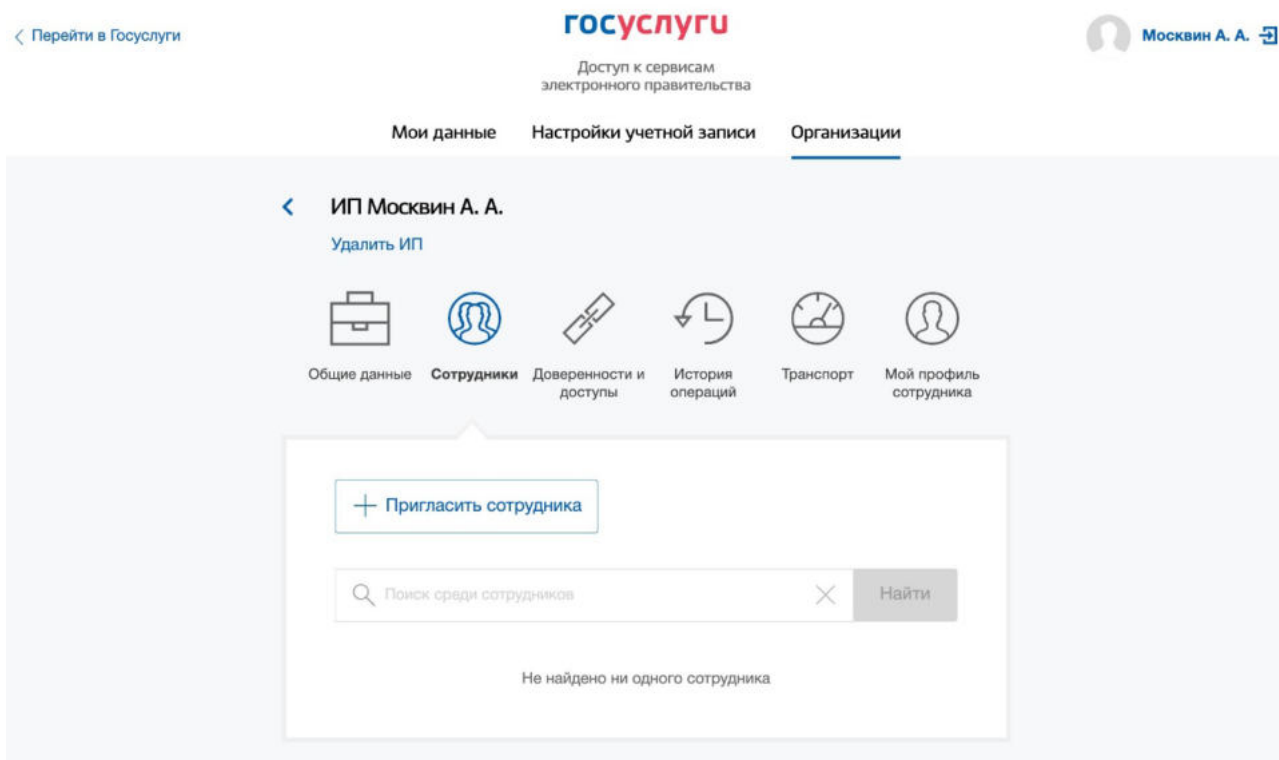 Перейти в Госуслуги
госуслуги
Москвин А. А.
Доступ к сервисам
электронного правительства
Мои данные Настройки учетной записи Организации
ИП Москвин А. А.
Удалить ИП
Общие данные Сотрудники Доверенности и доступы История операций Транспорт Мой профиль сотрудника
Пригласить сотрудника
Поиск среди сотрудников Найти
Не найдено ни одного сотрудника